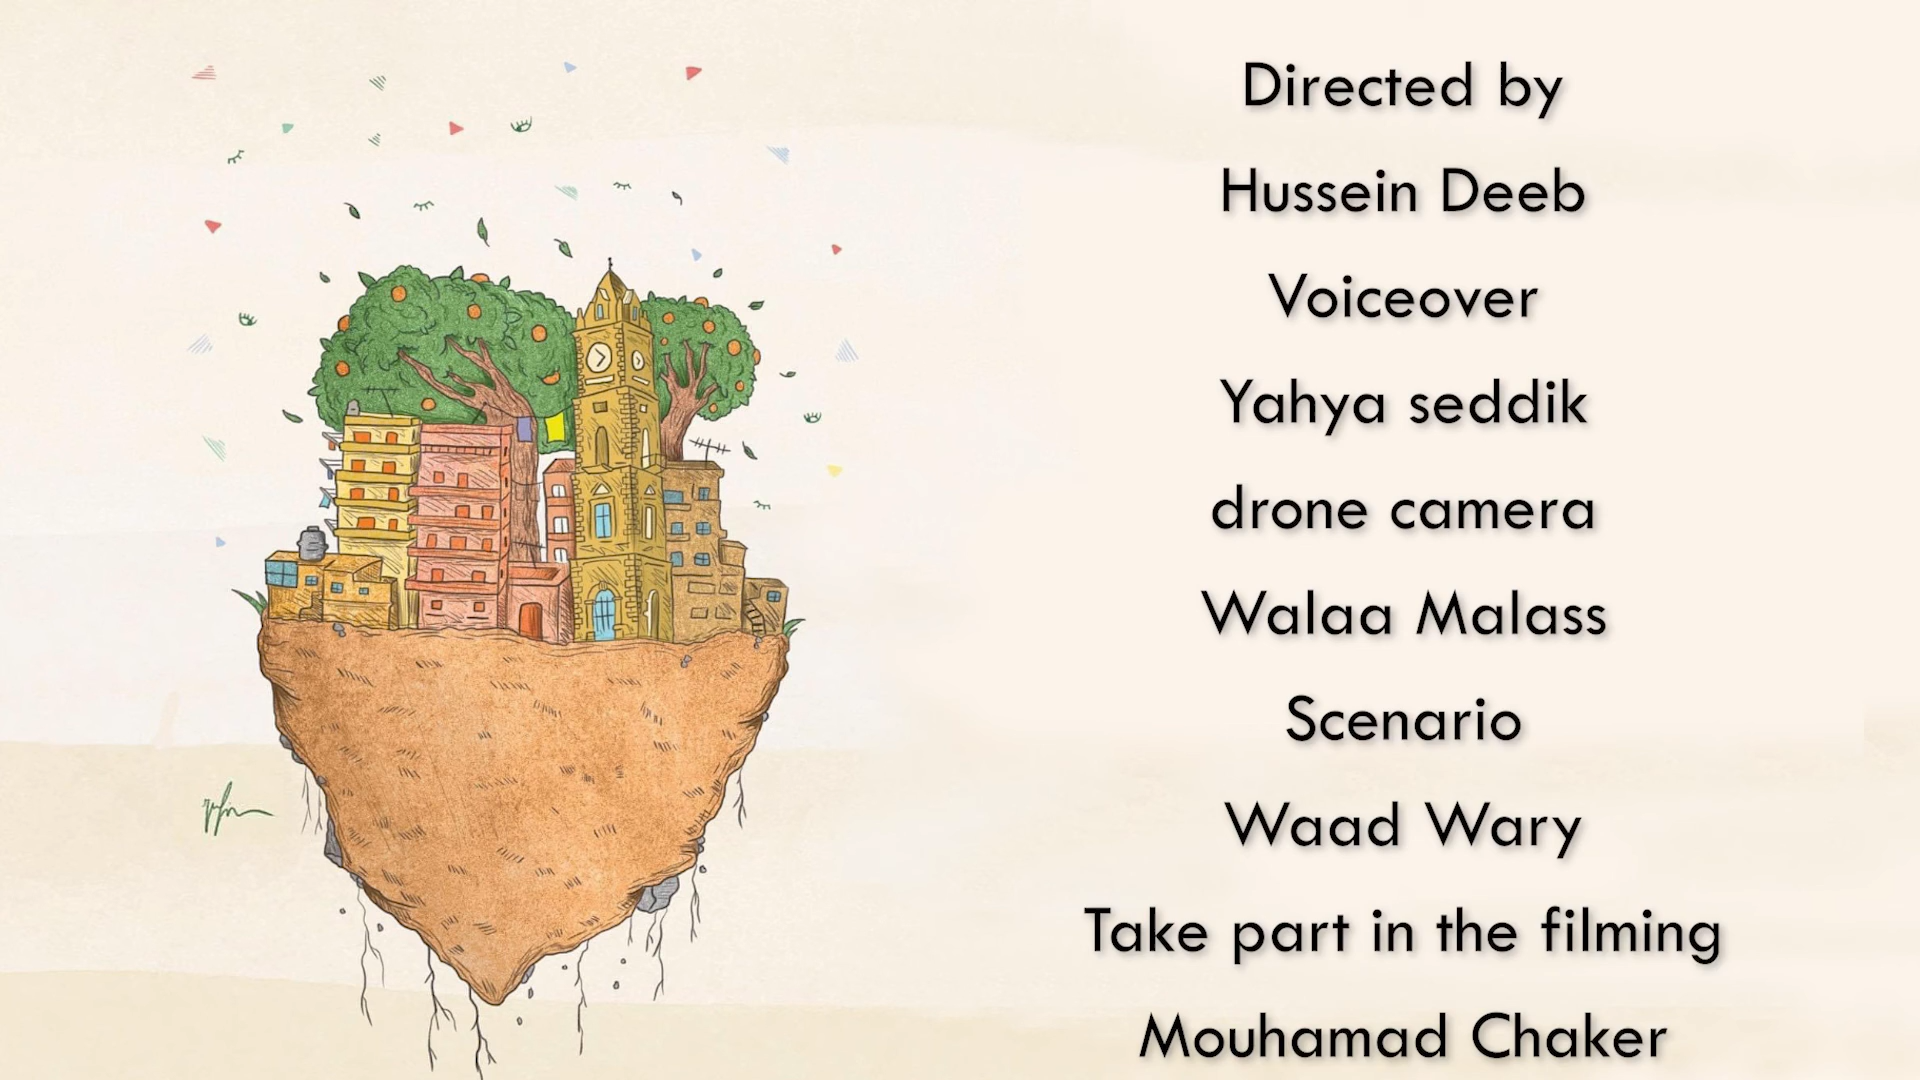 Directed by
Hussein Deeb
Voiceover
Yahya seddik
drone camera
Walaa Malass
Scenario
Waad Wary
Take part in the filming
Mouhamad Chaker